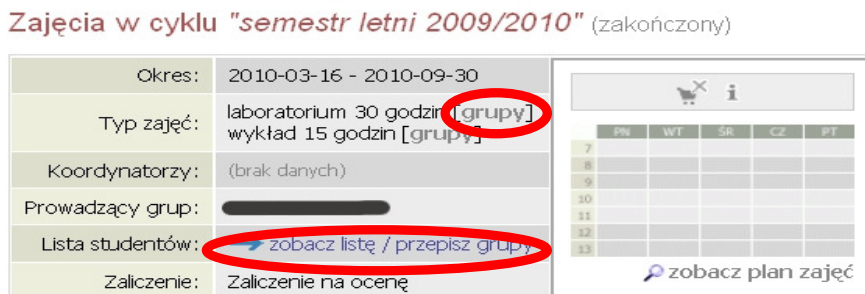 Zajęcia w cyklu "semestr letni 2009/2010" (zakończony)
Okres: 2010-03-16 - 2010-09-30
Typ zajęć: laboratorium 30 godzin [grupy]
wykład 15 godzin [grupy]
Koordynatorzy: (brak danych)
Prowadzący grup:
Lista studentów: zobacz listę / przepisz grupy
Zaliczenie: Zaliczenie na ocenę
i
PN WT ŚR CZ PT
7
8
9
10
11
12
13
zobacz plan zajęć